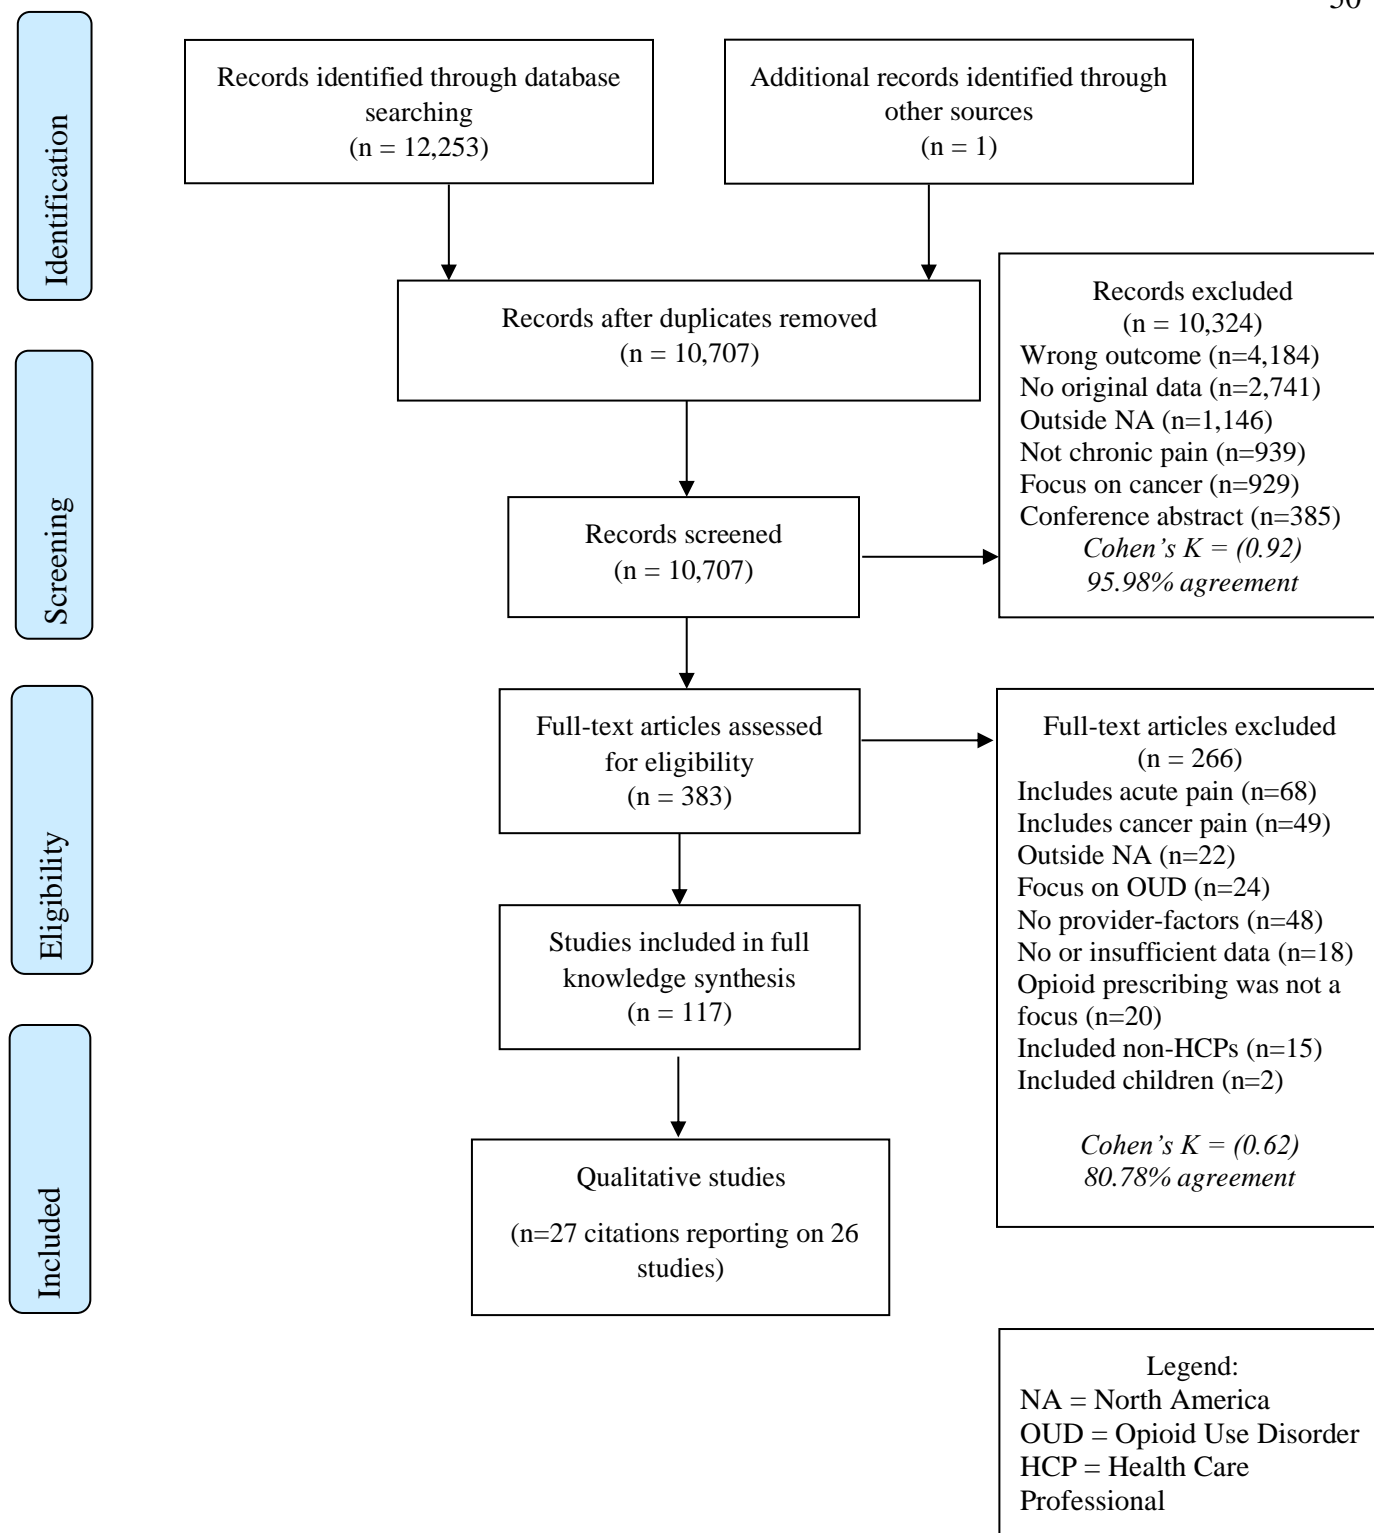 50
Identification
Records identified through database
searching
(n = 12,253)
Additional records identified through
other sources
(n = 1)
Records after duplicates removed
(n = 10,707)
Records excluded
(n = 10,324)
Wrong outcome (n=4,184)
No original data (n=2,741)
Outside NA (n=1,146)
Not chronic pain (n=939)
Focus on cancer (n=929)
Conference abstract (n=385)
Cohen’s K = (0.92)
95.98% agreement
Screening
Records screened
(n = 10,707)
Eligibility
Full-text articles assessed
for eligibility
(n = 383)
Full-text articles excluded
(n = 266)
Includes acute pain (n=68)
Includes cancer pain (n=49)
Outside NA (n=22)
Focus on OUD (n=24)
No provider-factors (n=48)
No or insufficient data (n=18)
Opioid prescribing was not a
focus (n=20)
Included non-HCPs (n=15)
Included children (n=2)
Cohen’s K = (0.62)
80.78% agreement
Studies included in full
knowledge synthesis
(n = 117)
Included
Qualitative studies
(n=27 citations reporting on 26
studies)
Legend:
NA = North America
OUD = Opioid Use Disorder
HCP = Health Care
Professional